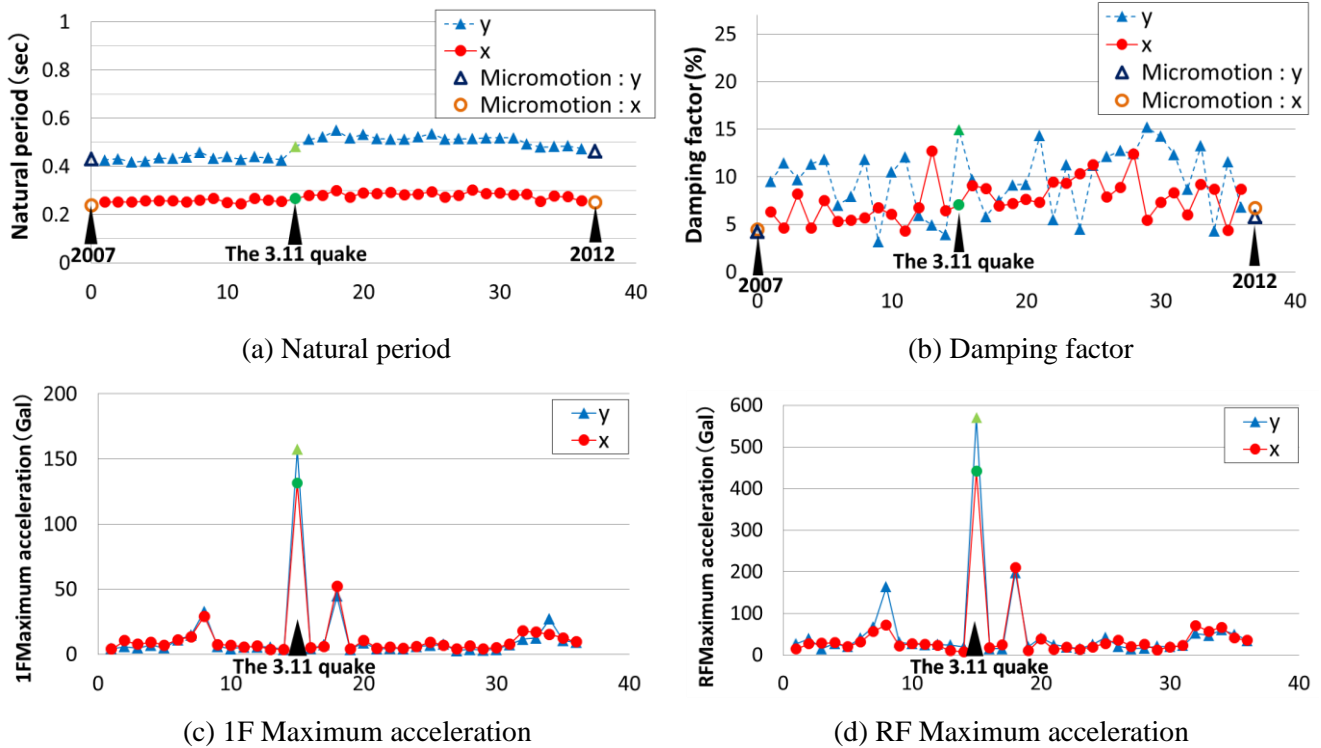 Natural period (sec)
1
0.8
0.6
0.4
0.2
0
y
x
Micromotion : y
Micromotion : x
2007
The 3.11 quake
2012
0
10
20
30
40
(a) Natural period
Damping factor (%)
25
20
15
10
5
0
y
x
Micromotion : y
Micromotion : x
The 3.11 quake
2007
2012
0
10
20
30
40
(b) Damping factor
1FMaximum acceleration(Gal)
200
150
100
50
0
y
x
The 3.11 quake
0
10
20
30
40
(c) 1F Maximum acceleration
RFMaximum acceleration(Gal)
600
500
400
300
200
100
0
y
x
The 3.11 quake
0
10
20
30
40
(d) RF Maximum acceleration